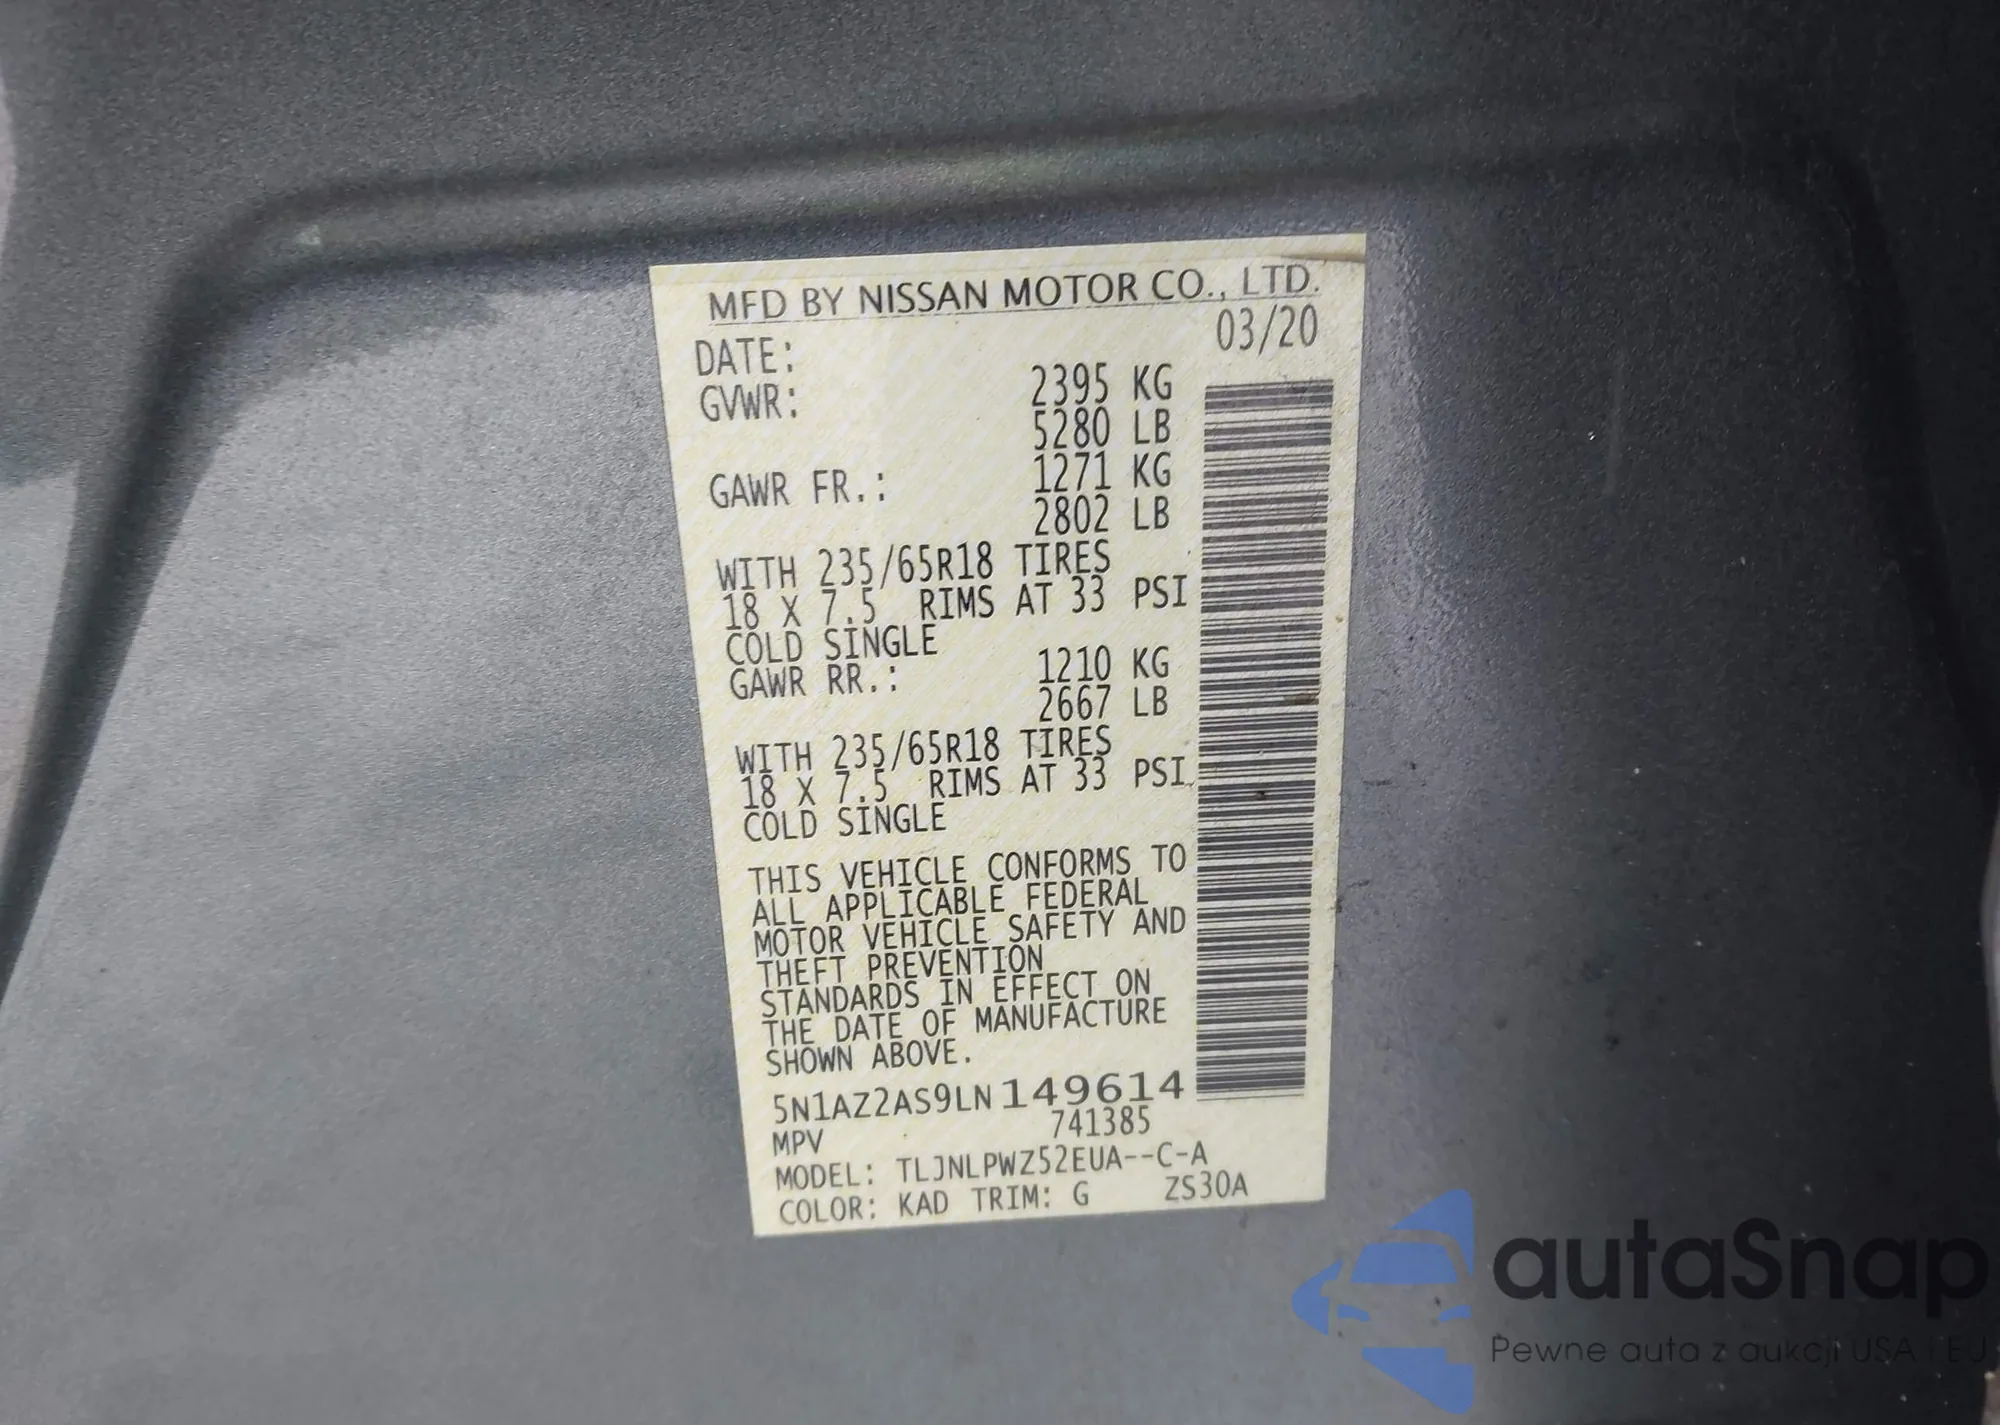 MFD BY NISSAN MOTOR CO., LTD.
DATE: 03/20
GVWR: 2395 KG
5280 LB
GAWR FR.: 1271 KG
2802 LB
WITH 235/65R18 TIRES
18 X 7.5 RIMS AT 33 PSI
COLD SINGLE
GAWR RR.: 1210 KG
2667 LB
WITH 235/65R18 TIRES
18 X 7.5 RIMS AT 33 PSI
COLD SINGLE
THIS VEHICLE CONFORMS TO
ALL APPLICABLE FEDERAL
MOTOR VEHICLE SAFETY AND
THEFT PREVENTION
STANDARDS IN EFFECT ON
THE DATE OF MANUFACTURE
SHOWN ABOVE.
5N1AZ2AS9LN149614
MPV 741385
MODEL: TLJNLPWZ52EUA--C-A
COLOR: KAD TRIM: G ZS30A
autaSnap
Pewne auta z aukcji USA i EJ